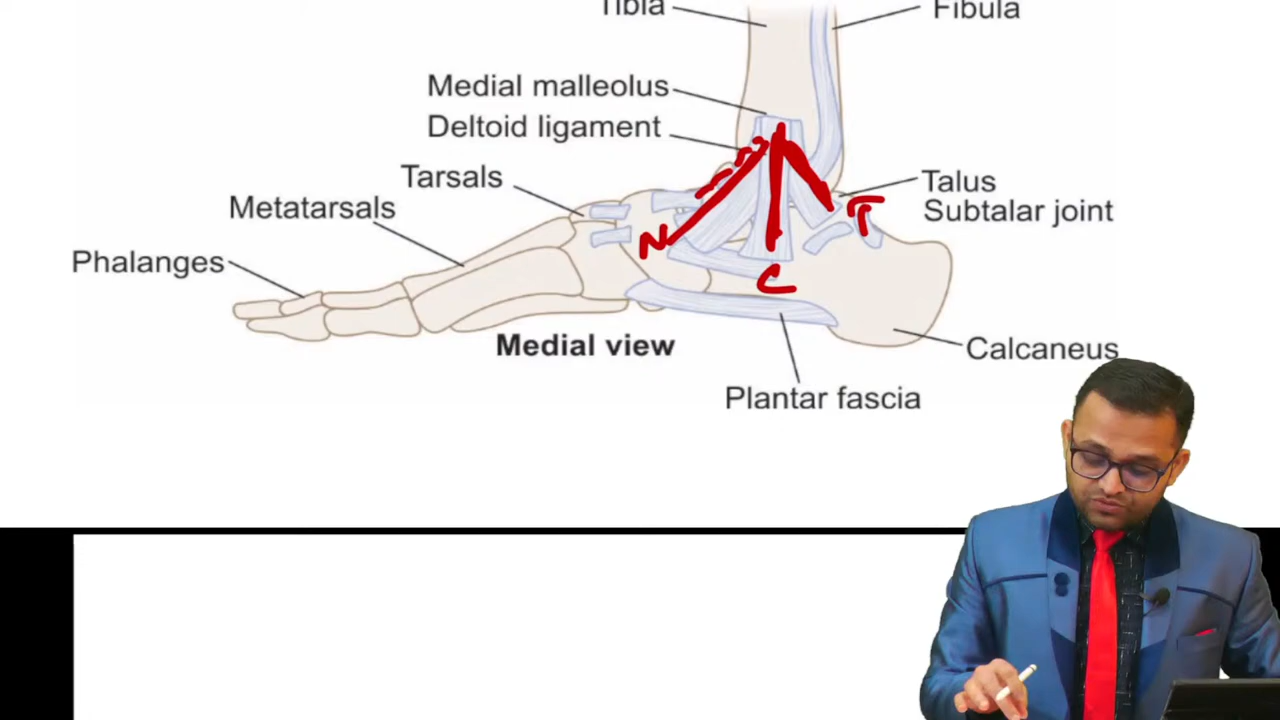 Tibia
Fibula
Medial malleolus
Deltoid ligament
Tarsals
Talus
Metatarsals
Subtalar joint
Phalanges
N
T
C
Medial view
Calcaneus
Plantar fascia